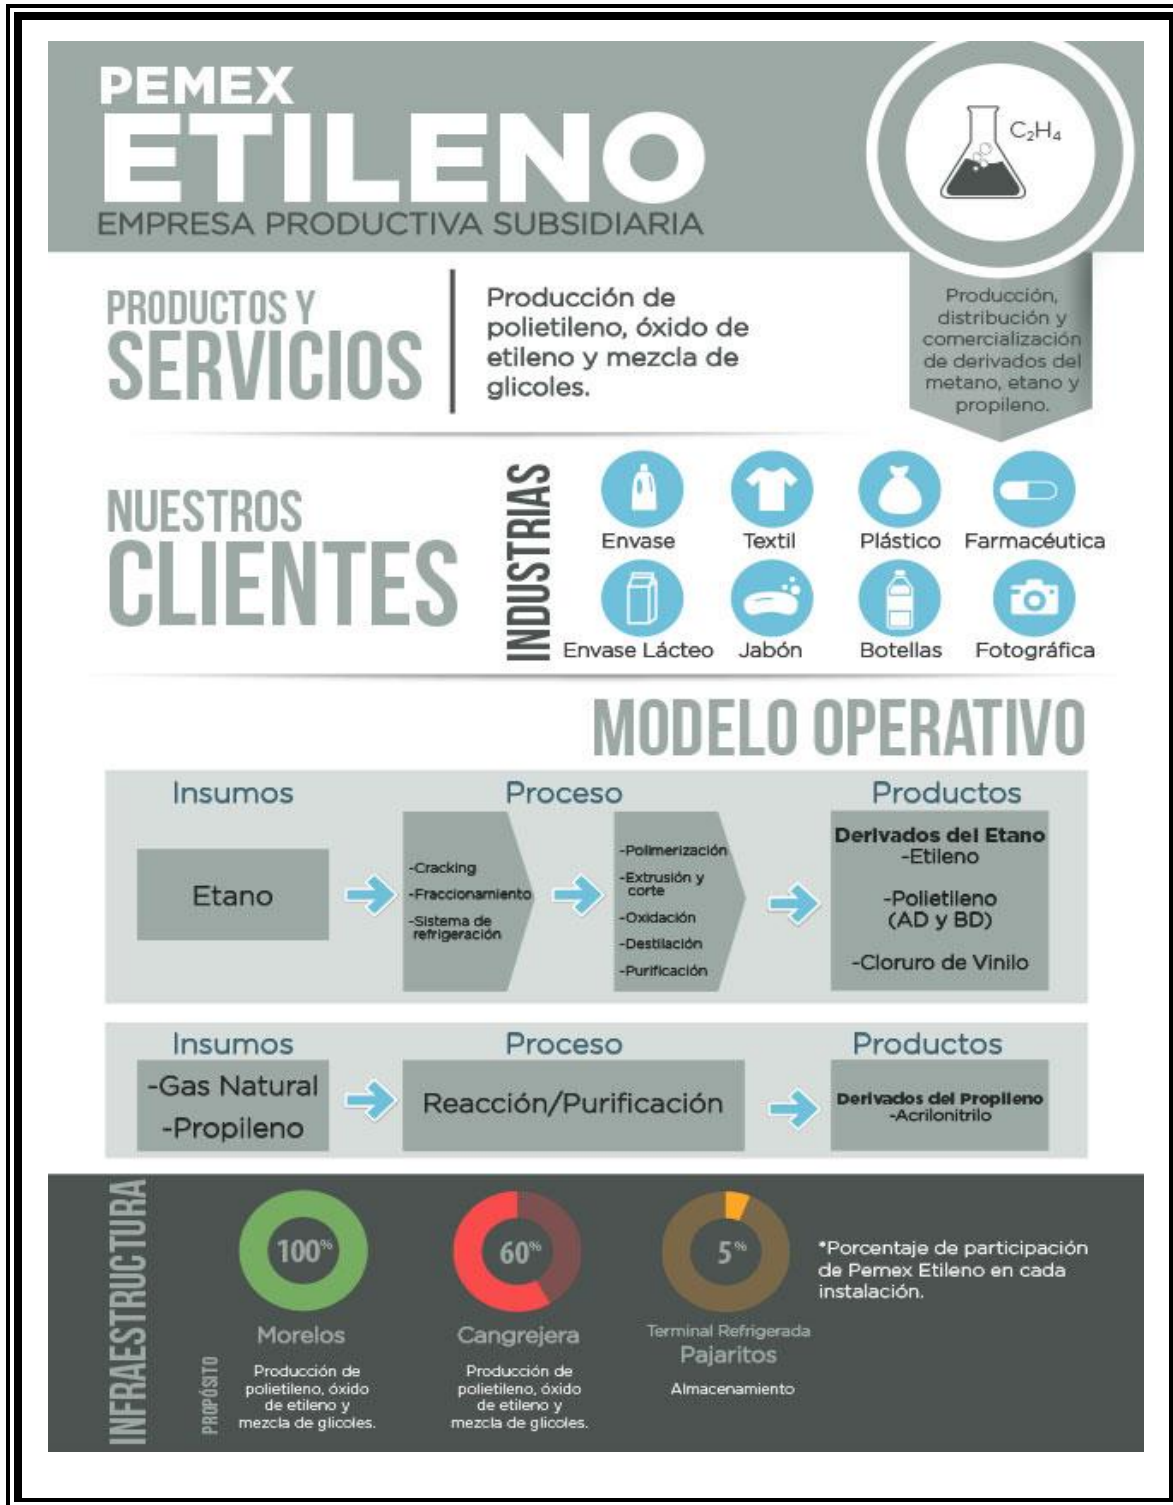 PEMEX
ETILENO
EMPRESA PRODUCTIVA SUBSIDIARIA
C₂H₄
Producción,
distribución y
comercialización
de derivados del
metano, etano y
propileno.
PRODUCTOS Y
SERVICIOS
Producción de
polietileno, óxido de
etileno y mezcla de
glicoles.
NUESTROS
CLIENTES
INDUSTRIAS
Envase
Textil
Plástico
Farmacéutica
Envase Lácteo
Jabón
Botellas
Fotográfica
MODELO OPERATIVO
Insumos
Proceso
Productos
Etano
-Cracking
-Fraccionamiento
-Sistema de
refrigeración
-Polimerización
-Extrusión y
corte
-Oxidación
-Destilación
-Purificación
Derivados del Etano
-Etileno
-Polietileno
(AD y BD)
-Cloruro de Vinilo
Insumos
Proceso
Productos
-Gas Natural
-Propileno
Reacción/Purificación
Derivados del Propileno
-Acrilonitrilo
INFRAESTRUCTURA
PROPÓSITO
100%
Morelos
Producción de
polietileno, óxido
de etileno y
mezcla de glicoles.
60%
Cangrejera
Producción de
polietileno, óxido
de etileno y
mezcla de glicoles.
5%
Terminal Refrigerada
Pajaritos
Almacenamiento
*Porcentaje de participación
de Pemex Etileno en cada
instalación.